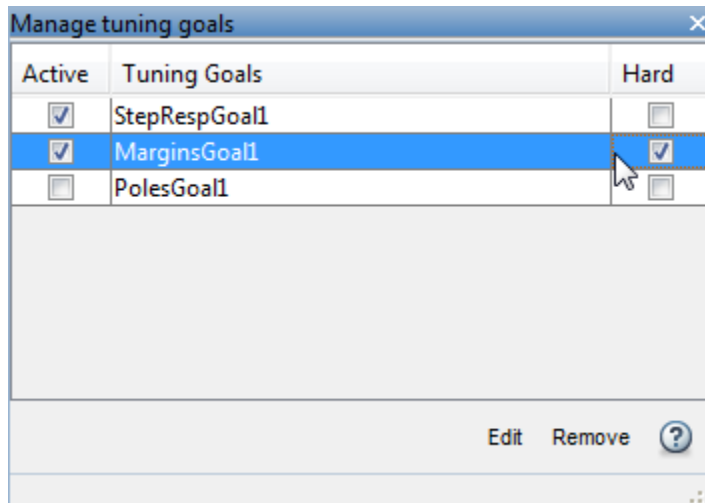 Manage tuning goals
Active Tuning Goals Hard
StepRespGoal1
MarginsGoal1
PolesGoal1
Edit Remove ?